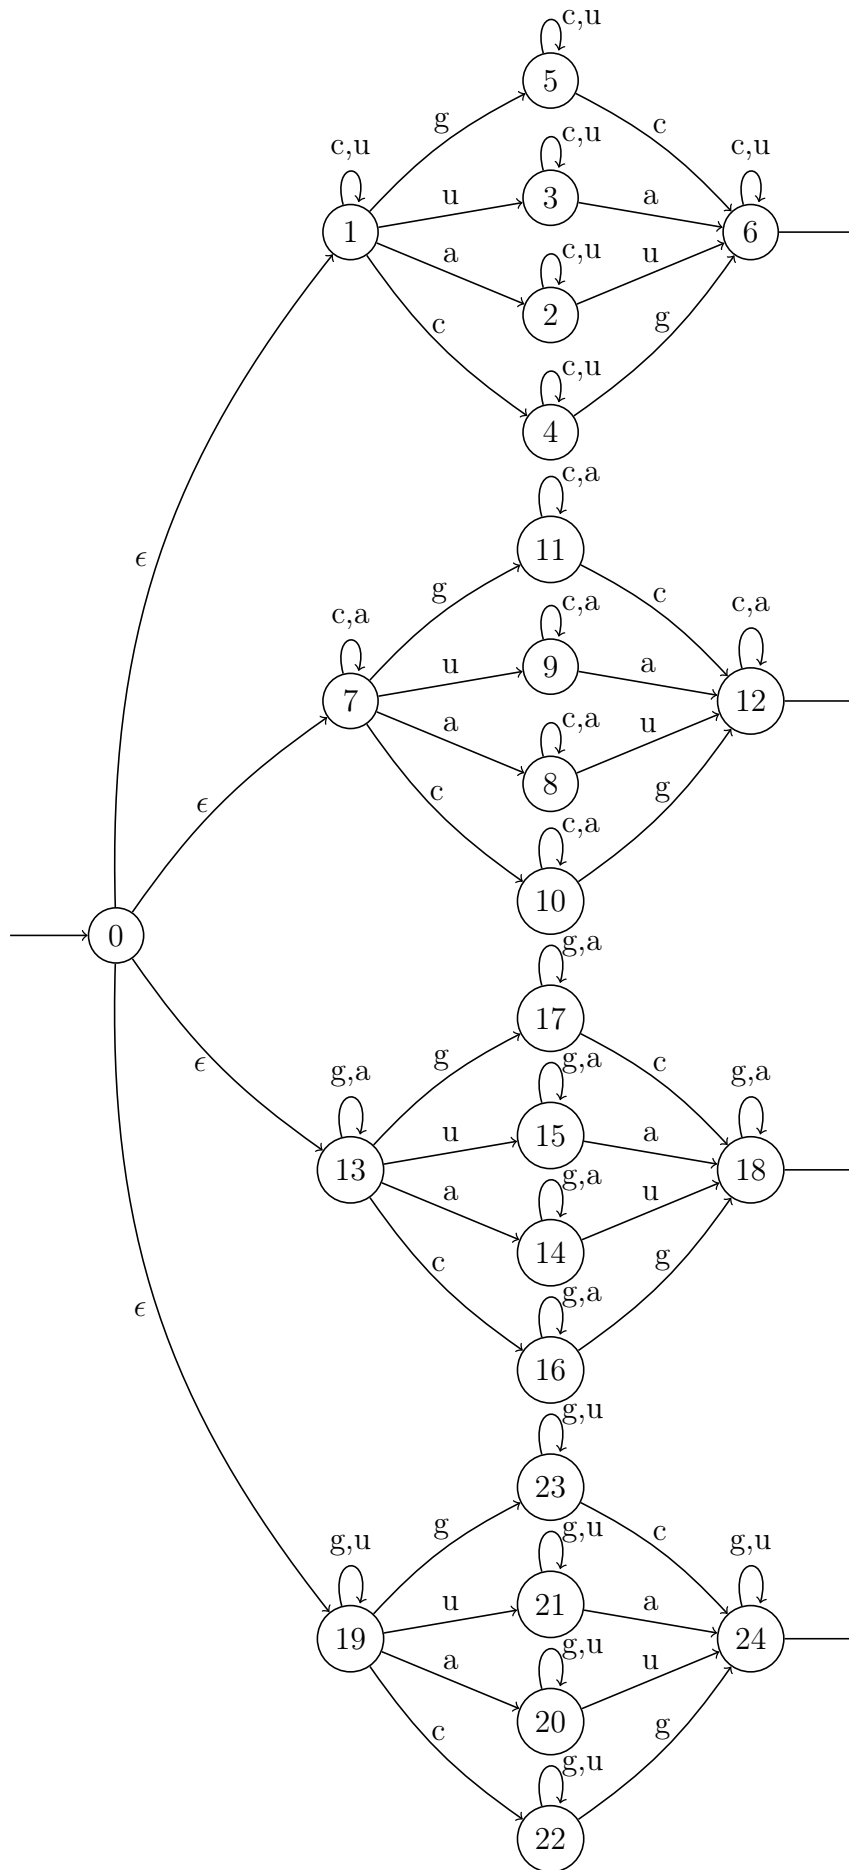 c,u
5
g
c
c,u
c,u
c,u
1
u
3
a
6
a
c,u
u
2
c
g
c,u
4
c,a
11
ϵ
g
c
c,a
c,a
c,a
7
u
9
a
12
a
c,a
u
8
ϵ
c
g
c,a
10
0
g,a
17
ϵ
g
c
g,a
g,a
g,a
13
u
15
a
18
a
g,a
u
14
c
g
ϵ
g,a
16
g,u
23
g
c
g,u
g,u
g,u
19
u
21
a
24
a
g,u
u
20
c
g
g,u
22